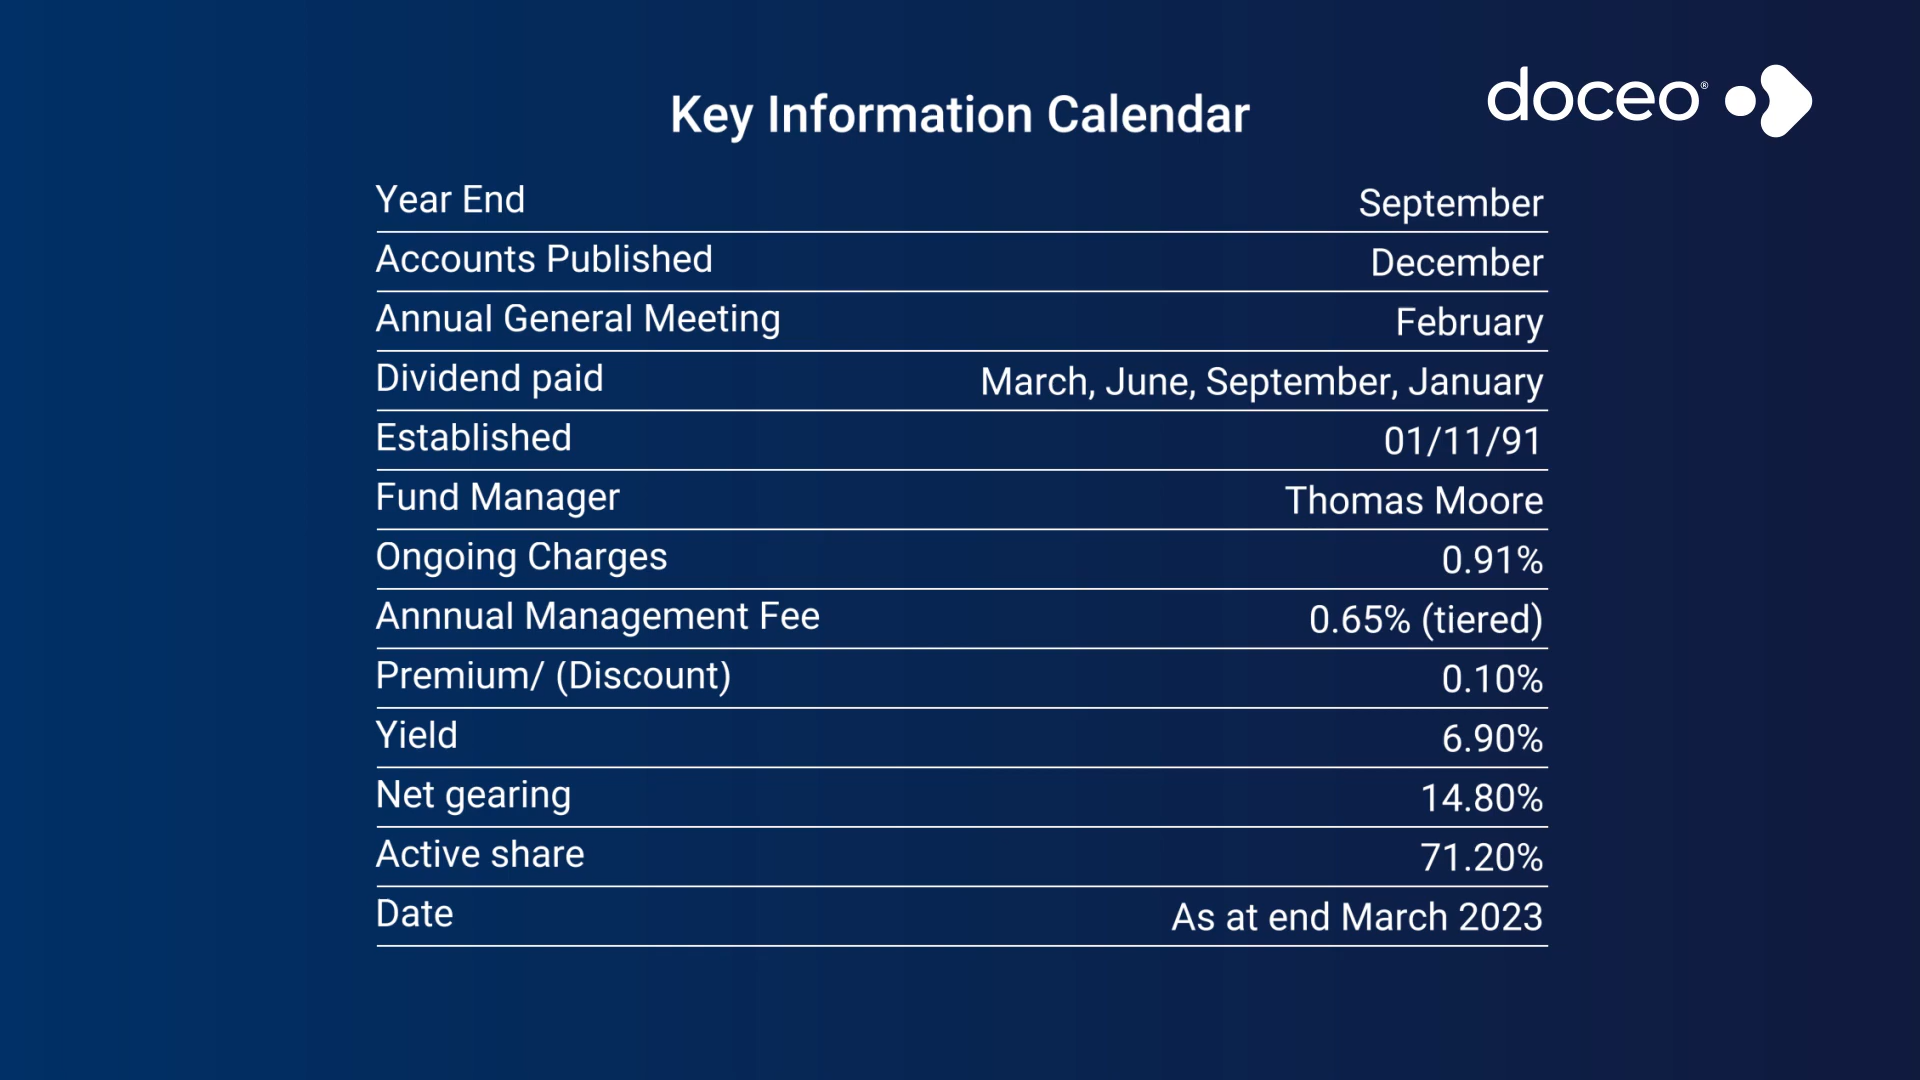 doceo®
Key Information Calendar
Year End September
Accounts Published December
Annual General Meeting February
Dividend paid March, June, September, January
Established 01/11/91
Fund Manager Thomas Moore
Ongoing Charges 0.91%
Annnual Management Fee 0.65% (tiered)
Premium/ (Discount) 0.10%
Yield 6.90%
Net gearing 14.80%
Active share 71.20%
Date As at end March 2023